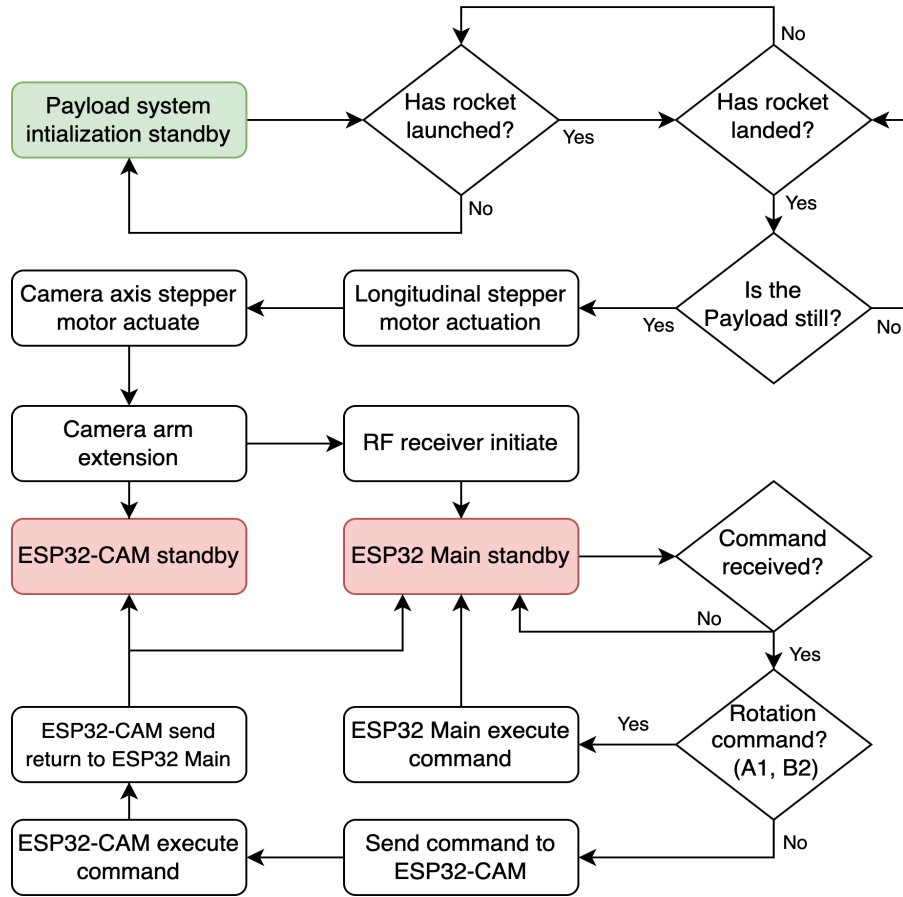 No
Payload system
intialization standby
Has rocket
launched?
Yes
Has rocket
landed?
No
Yes
Camera axis stepper
motor actuate
Longitudinal stepper
motor actuation
Yes
Is the
Payload still?
No
Camera arm
extension
RF receiver initiate
ESP32-CAM standby
ESP32 Main standby
Command
received?
No
Yes
ESP32-CAM send
return to ESP32 Main
ESP32 Main execute
command
Yes
Rotation
command?
(A1, B2)
No
ESP32-CAM execute
command
Send command to
ESP32-CAM